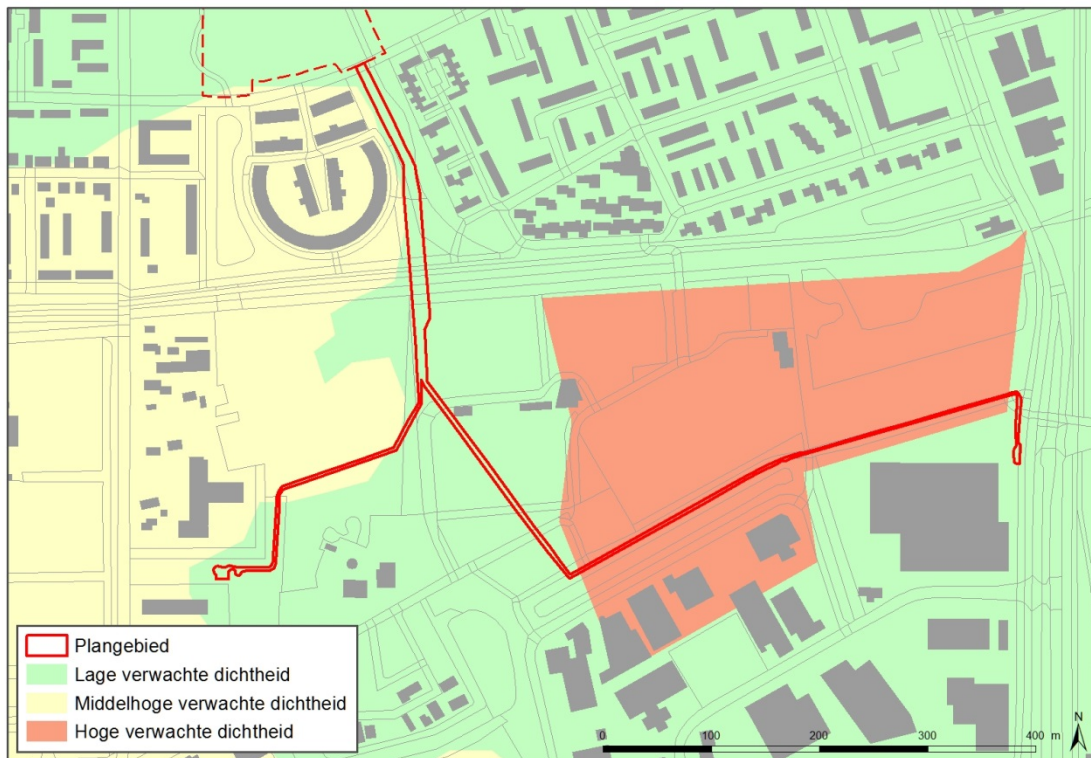 Plangebied
Lage verwachte dichtheid
Middelhoge verwachte dichtheid
Hoge verwachte dichtheid
0 100 200 300 400 m
N